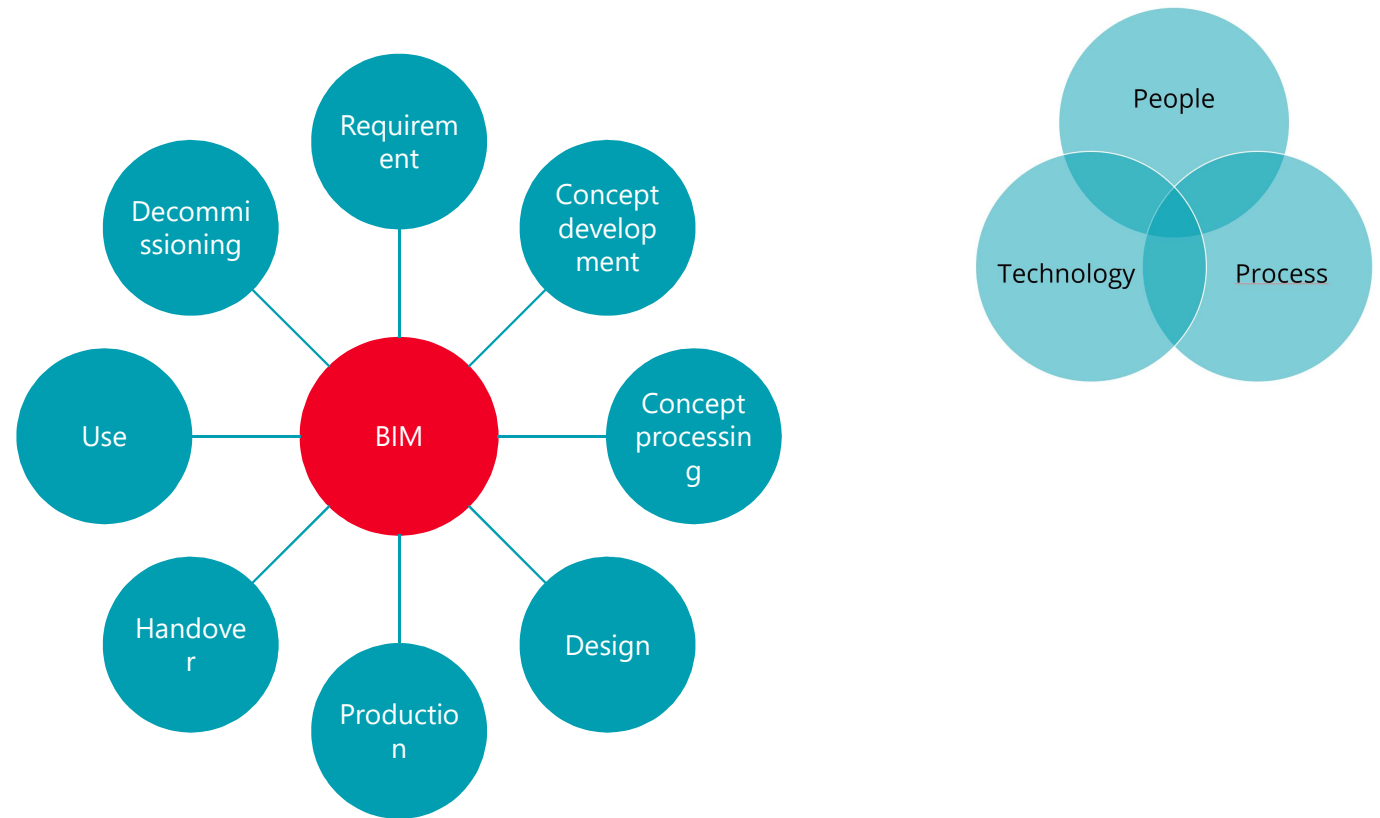 Requirem
ent
Concept
develop
ment
Concept
processin
g
Design
Productio
n
Handove
r
Use
Decommi
ssioning
BIM
People
Technology
Process